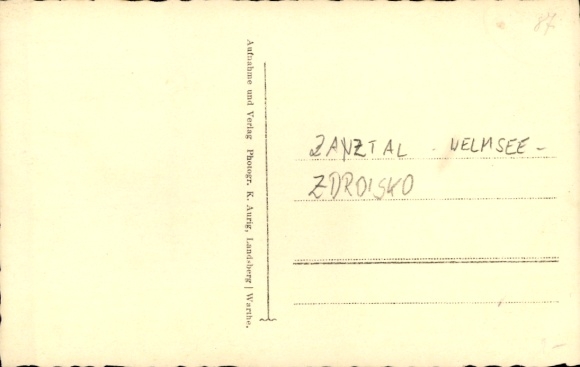 87
Aufnahme und Verlag Photogr. K. Aurig, Landsberg | Warthe.
ZANZTAL - WELMSEE -
ZDROISKO